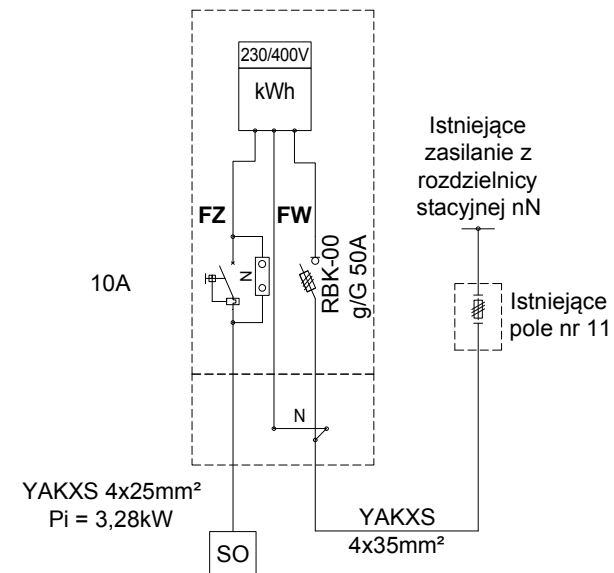 230/400V
kWh
Istniejące
zasilanie z
rozdzielnicy
stacyjnej nN
FZ
FW
RBK-00
g/G 50A
N
10A
Istniejące
pole nr 11
N
YAKXS 4x25mm²
Pi = 3,28kW
YAKXS
4x35mm²
SO